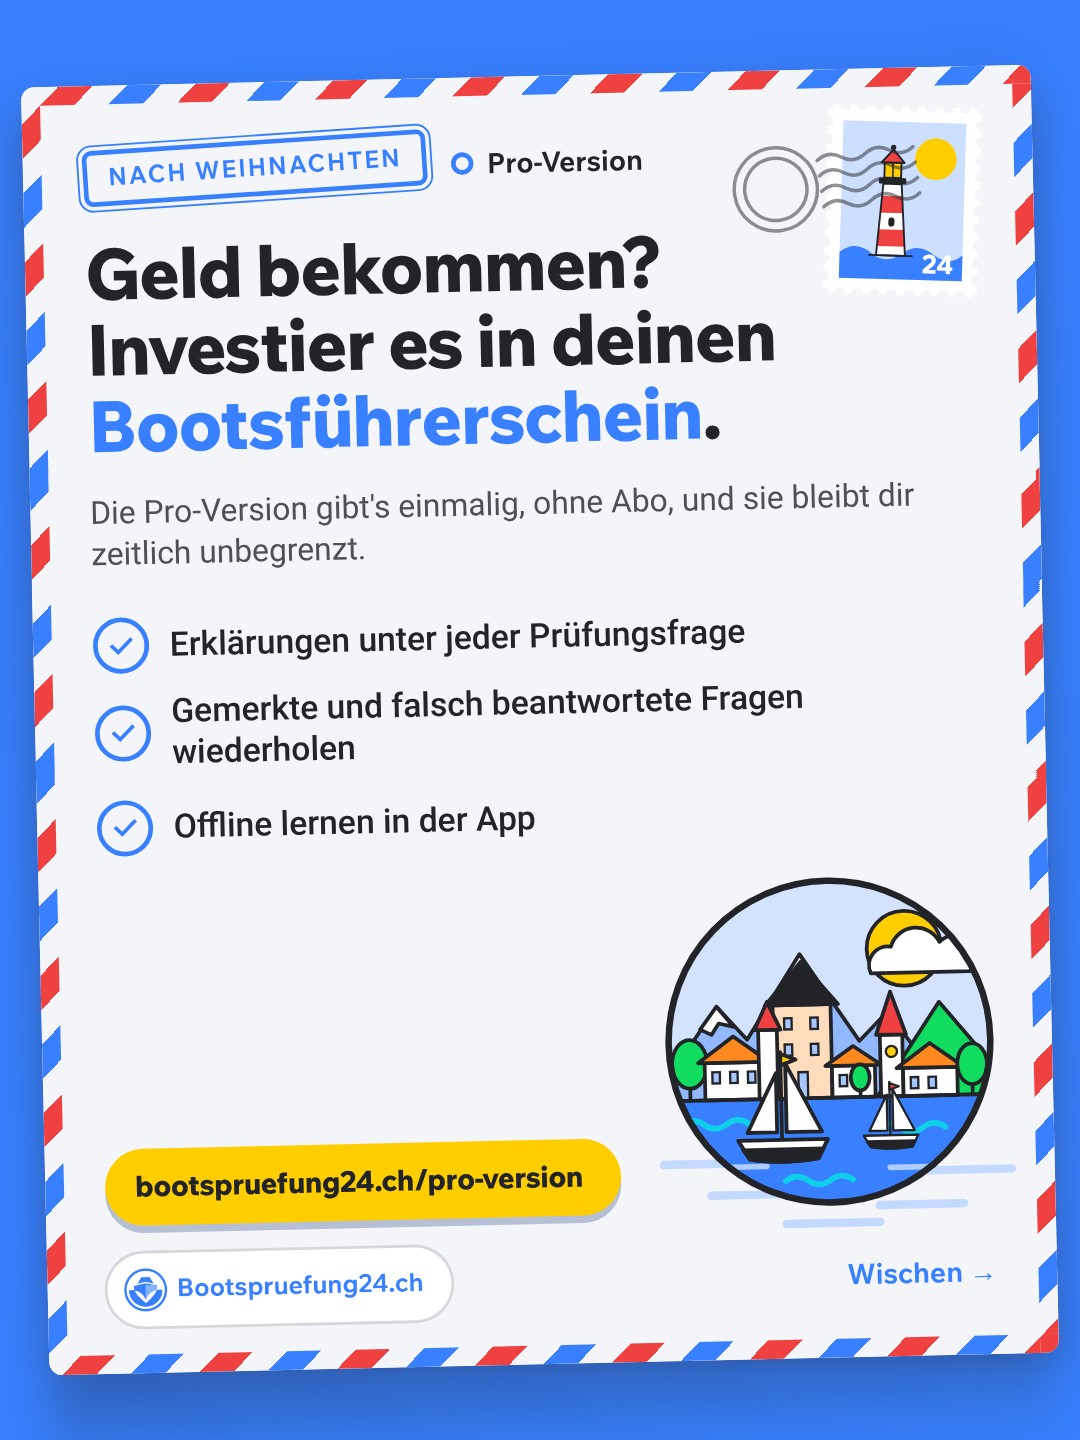 NACH WEIHNACHTEN
Pro-Version
24
Geld bekommen?
Investier es in deinen
Bootsführerschein.
Die Pro-Version gibt's einmalig, ohne Abo, und sie bleibt dir
zeitlich unbegrenzt.
Erklärungen unter jeder Prüfungsfrage
Gemerkte und falsch beantwortete Fragen
wiederholen
Offline lernen in der App
bootspruefung24.ch/pro-version
Bootspruefung24.ch
Wischen →